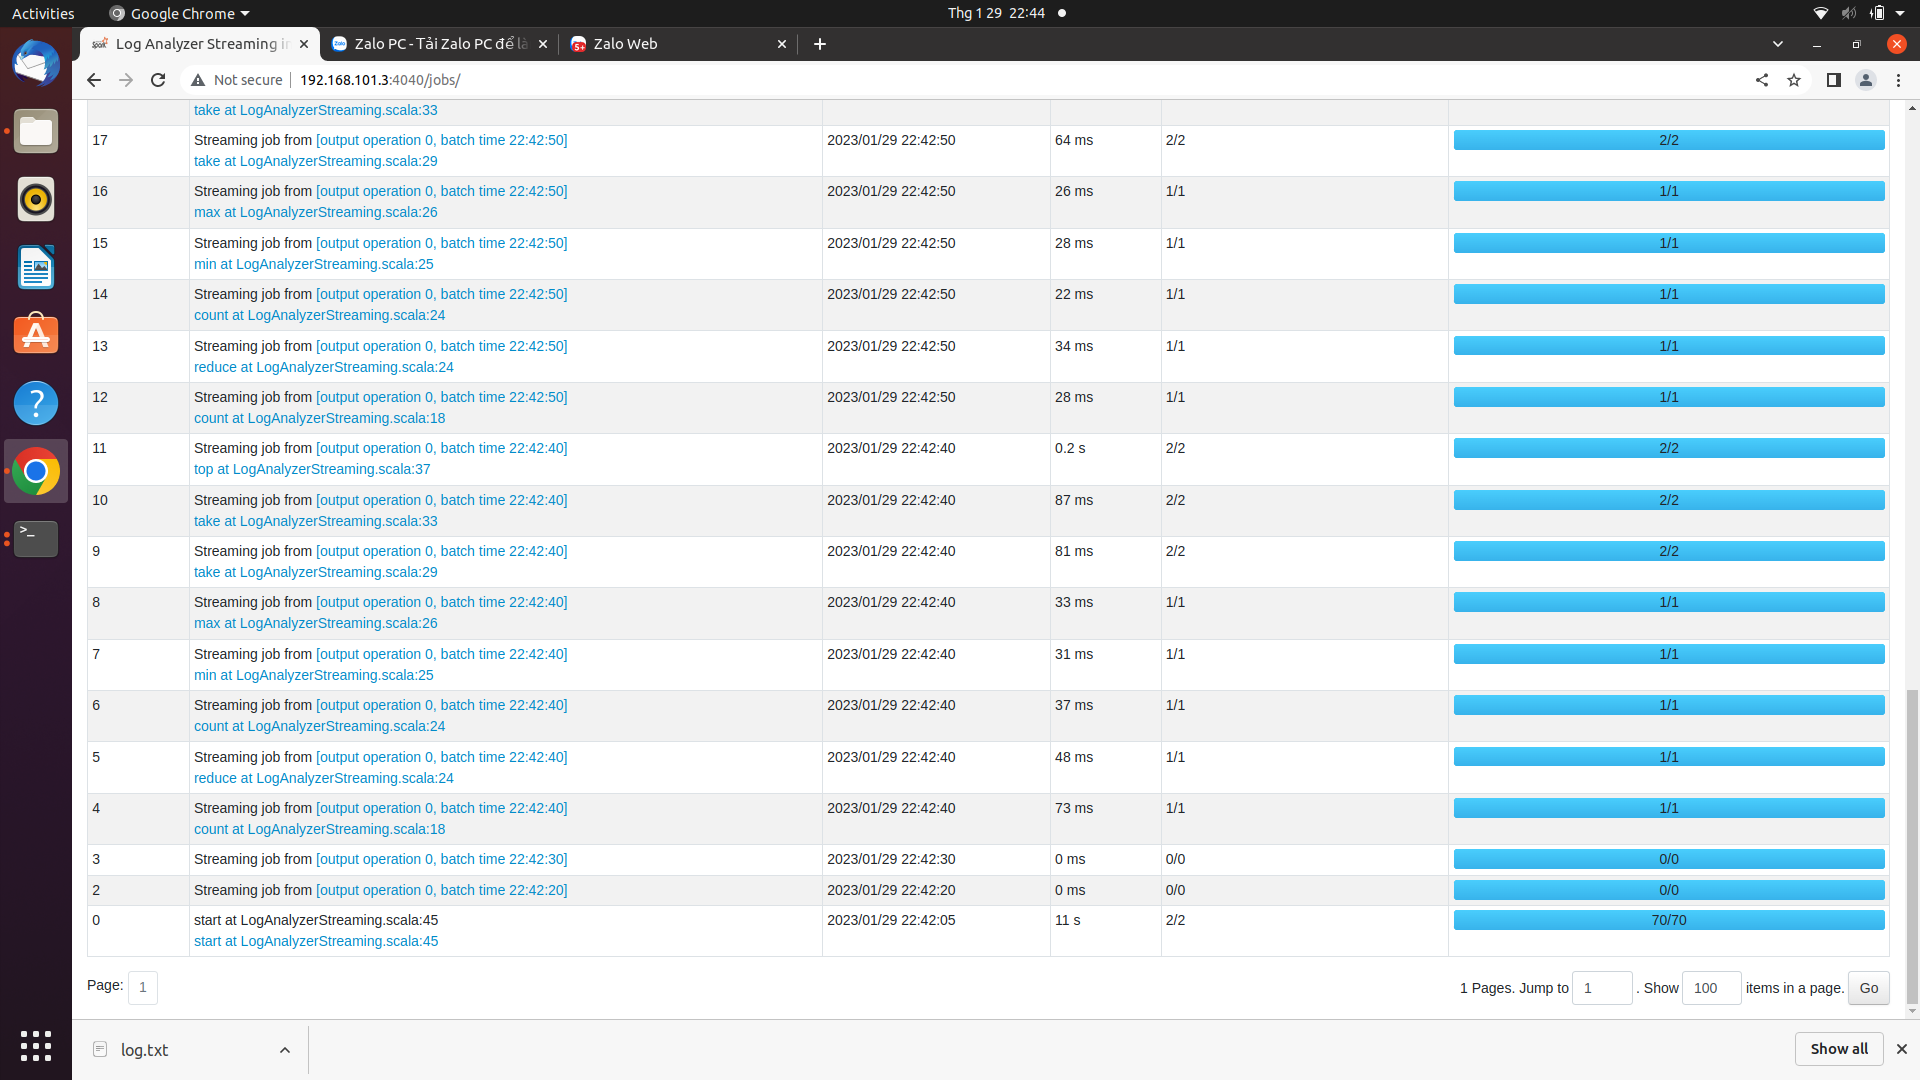 Activities
Google Chrome
Thg 1 29 22:44
Log Analyzer Streaming in
Zalo PC - Tải Zalo PC để là
Zalo Web
Not secure
192.168.101.3:4040/jobs/
take at LogAnalyzerStreaming.scala:33
17 Streaming job from [output operation 0, batch time 22:42:50] 2023/01/29 22:42:50 64 ms 2/2 2/2
take at LogAnalyzerStreaming.scala:29
16 Streaming job from [output operation 0, batch time 22:42:50] 2023/01/29 22:42:50 26 ms 1/1 1/1
max at LogAnalyzerStreaming.scala:26
15 Streaming job from [output operation 0, batch time 22:42:50] 2023/01/29 22:42:50 28 ms 1/1 1/1
min at LogAnalyzerStreaming.scala:25
14 Streaming job from [output operation 0, batch time 22:42:50] 2023/01/29 22:42:50 22 ms 1/1 1/1
count at LogAnalyzerStreaming.scala:24
13 Streaming job from [output operation 0, batch time 22:42:50] 2023/01/29 22:42:50 34 ms 1/1 1/1
reduce at LogAnalyzerStreaming.scala:24
12 Streaming job from [output operation 0, batch time 22:42:50] 2023/01/29 22:42:50 28 ms 1/1 1/1
count at LogAnalyzerStreaming.scala:18
11 Streaming job from [output operation 0, batch time 22:42:40] 2023/01/29 22:42:40 0.2 s 2/2 2/2
top at LogAnalyzerStreaming.scala:37
10 Streaming job from [output operation 0, batch time 22:42:40] 2023/01/29 22:42:40 87 ms 2/2 2/2
take at LogAnalyzerStreaming.scala:33
9 Streaming job from [output operation 0, batch time 22:42:40] 2023/01/29 22:42:40 81 ms 2/2 2/2
take at LogAnalyzerStreaming.scala:29
8 Streaming job from [output operation 0, batch time 22:42:40] 2023/01/29 22:42:40 33 ms 1/1 1/1
max at LogAnalyzerStreaming.scala:26
7 Streaming job from [output operation 0, batch time 22:42:40] 2023/01/29 22:42:40 31 ms 1/1 1/1
min at LogAnalyzerStreaming.scala:25
6 Streaming job from [output operation 0, batch time 22:42:40] 2023/01/29 22:42:40 37 ms 1/1 1/1
count at LogAnalyzerStreaming.scala:24
5 Streaming job from [output operation 0, batch time 22:42:40] 2023/01/29 22:42:40 48 ms 1/1 1/1
reduce at LogAnalyzerStreaming.scala:24
4 Streaming job from [output operation 0, batch time 22:42:40] 2023/01/29 22:42:40 73 ms 1/1 1/1
count at LogAnalyzerStreaming.scala:18
3 Streaming job from [output operation 0, batch time 22:42:30] 2023/01/29 22:42:30 0 ms 0/0 0/0
2 Streaming job from [output operation 0, batch time 22:42:20] 2023/01/29 22:42:20 0 ms 0/0 0/0
0 start at LogAnalyzerStreaming.scala:45 2023/01/29 22:42:05 11 s 2/2 70/70
start at LogAnalyzerStreaming.scala:45
Page: 1
1 Pages. Jump to 1 . Show 100 items in a page. Go
log.txt
Show all